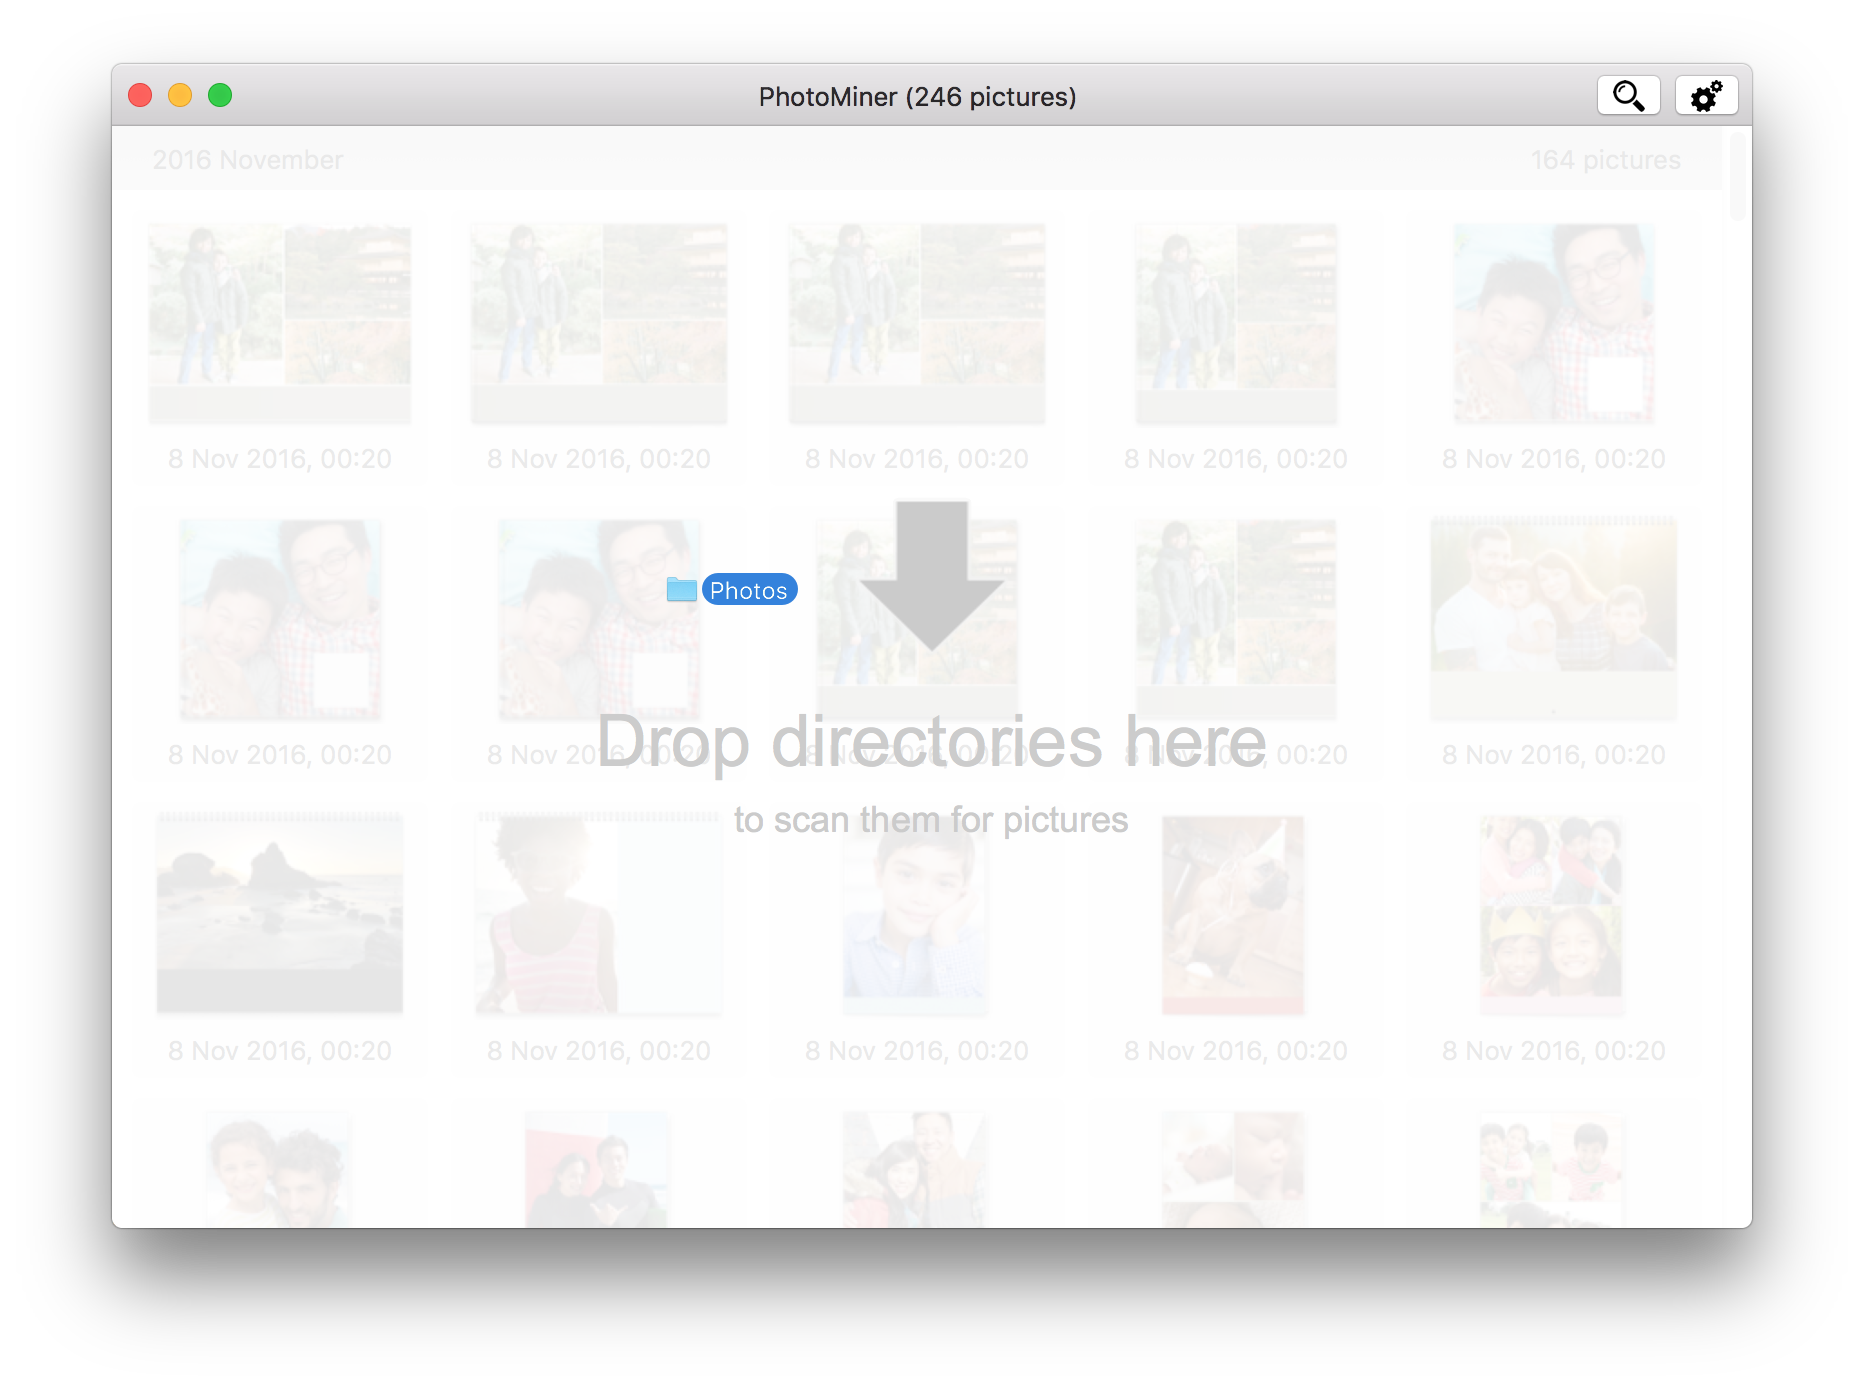 PhotoMiner (246 pictures)
2016 November 164 pictures
8 Nov 2016, 00:20 8 Nov 2016, 00:20 8 Nov 2016, 00:20 8 Nov 2016, 00:20 8 Nov 2016, 00:20
Photos
Drop directories here
8 Nov 2016, 00:20 8 Nov 2016, 00:20 8 Nov 2016, 00:20 8 Nov 2016, 00:20 8 Nov 2016, 00:20
to scan them for pictures
8 Nov 2016, 00:20 8 Nov 2016, 00:20 8 Nov 2016, 00:20 8 Nov 2016, 00:20 8 Nov 2016, 00:20